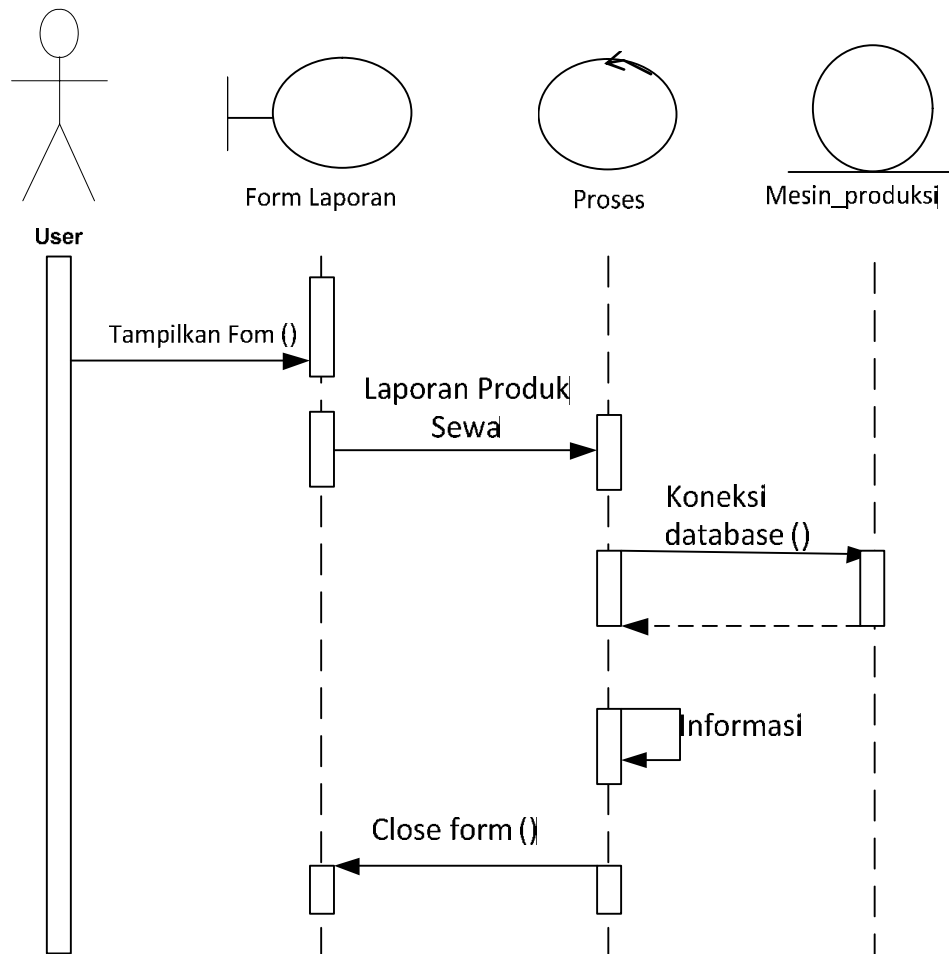 Form Laporan
Proses
Mesin_produksi
User
Tampilkan Fom ()
Laporan Produk
Sewa
Koneksi
database ()
Informasi
Close form ()